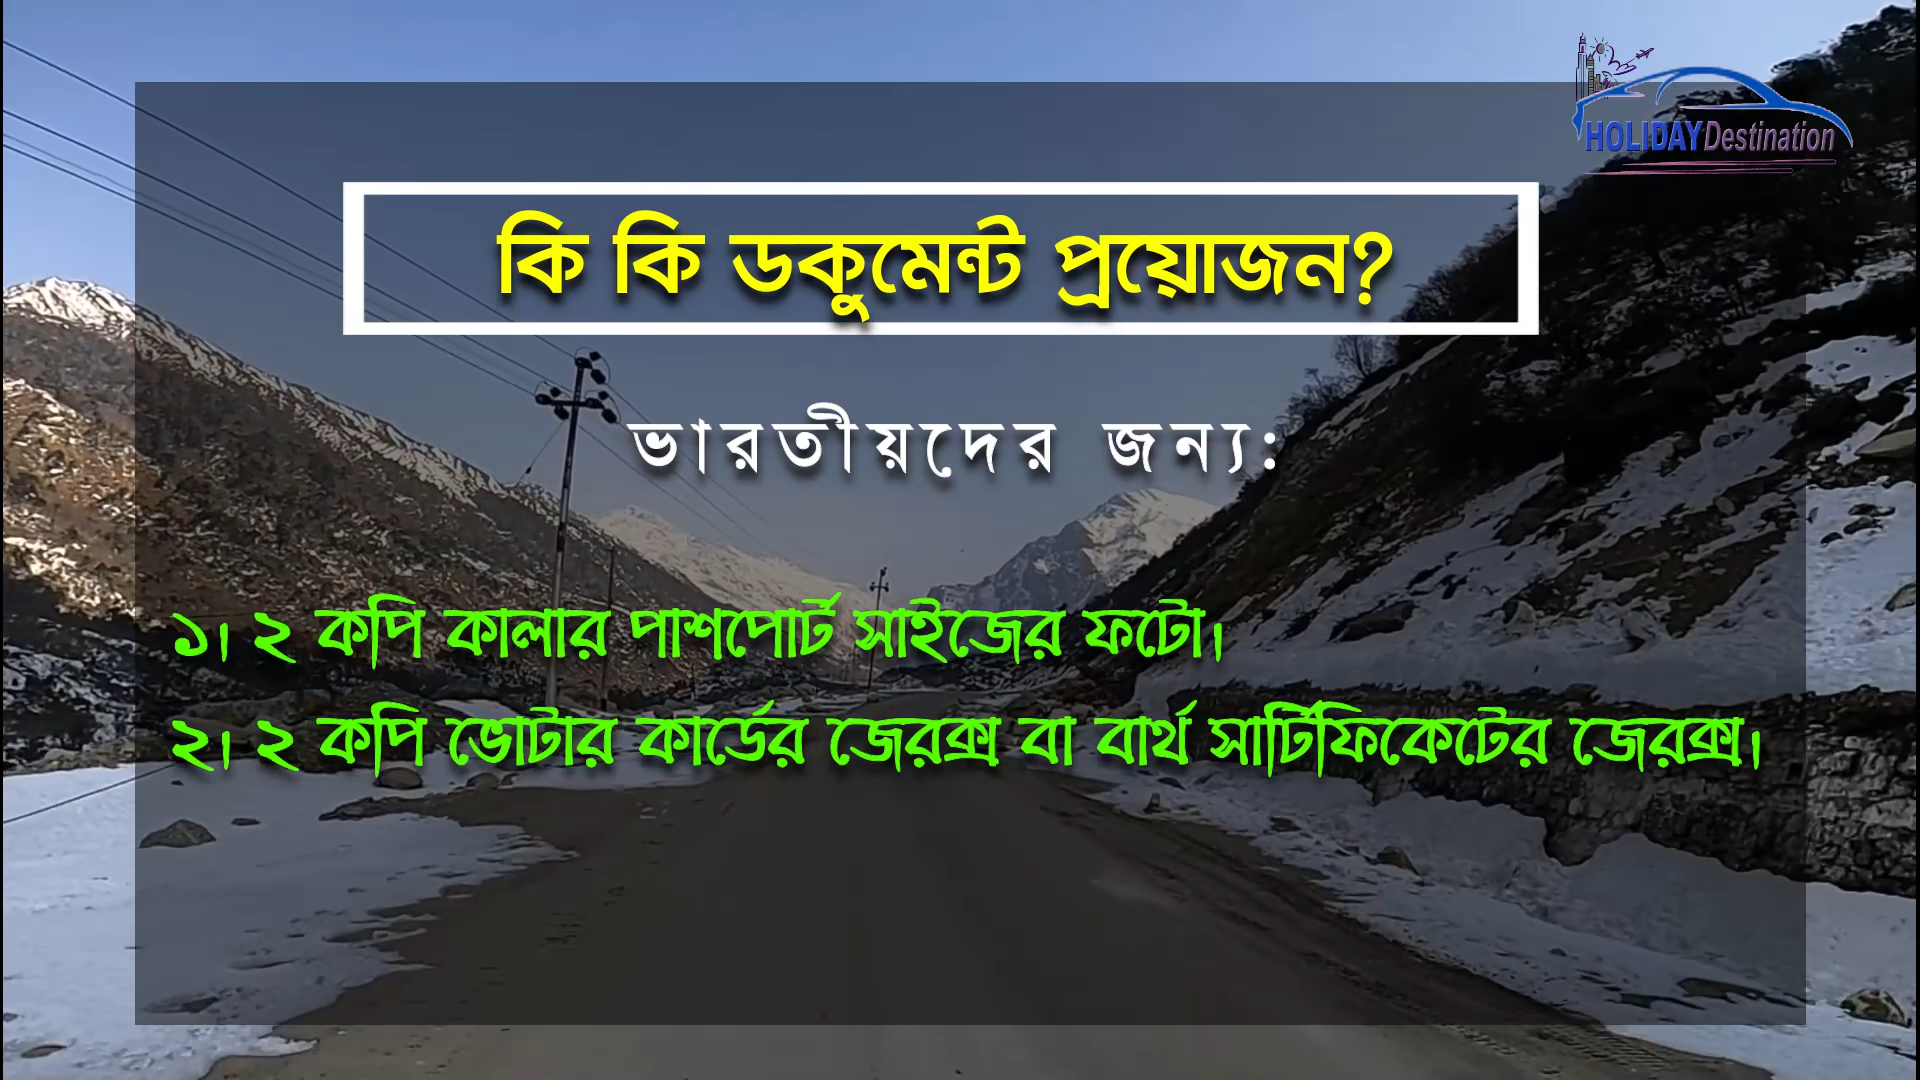 HOLIDAY Destination
কি কি ডকুমেন্ট প্রয়োজন?
ভারতীয়দের জন্য:
১। ২ কপি কালার পাশপোর্ট সাইজের ফটো।
২। ২ কপি ভোটার কার্ডের জেরক্স বা বার্থ সার্টিফিকেটের জেরক্স।